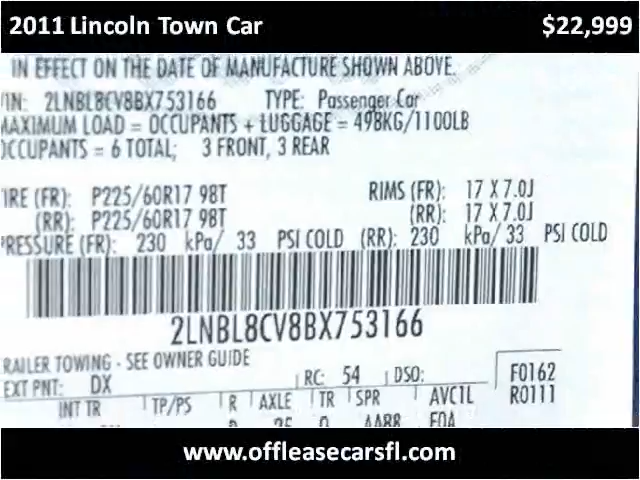 2011 Lincoln Town Car $22,999
IN EFFECT ON THE DATE OF MANUFACTURE SHOWN ABOVE.
VIN: 2LNBL8CV8BX753166 TYPE: Passenger Car
MAXIMUM LOAD = OCCUPANTS + LUGGAGE = 498KG/1100LB
OCCUPANTS = 6 TOTAL; 3 FRONT, 3 REAR
TIRE (FR): P225/60R17 98T RIMS (FR): 17 X 7.0J
(RR): P225/60R17 98T (RR): 17 X 7.0J
PRESSURE (FR): 230 kPa/ 33 PSI COLD (RR): 230 kPa/ 33 PSI COLD
2LNBL8CV8BX753166
TRAILER TOWING - SEE OWNER GUIDE
EXT PNT: DX RC: 54 DSO: F0162
INT TR TP/PS R AXLE TR SPR AVCTL R0111
www.offleasecarsfl.com